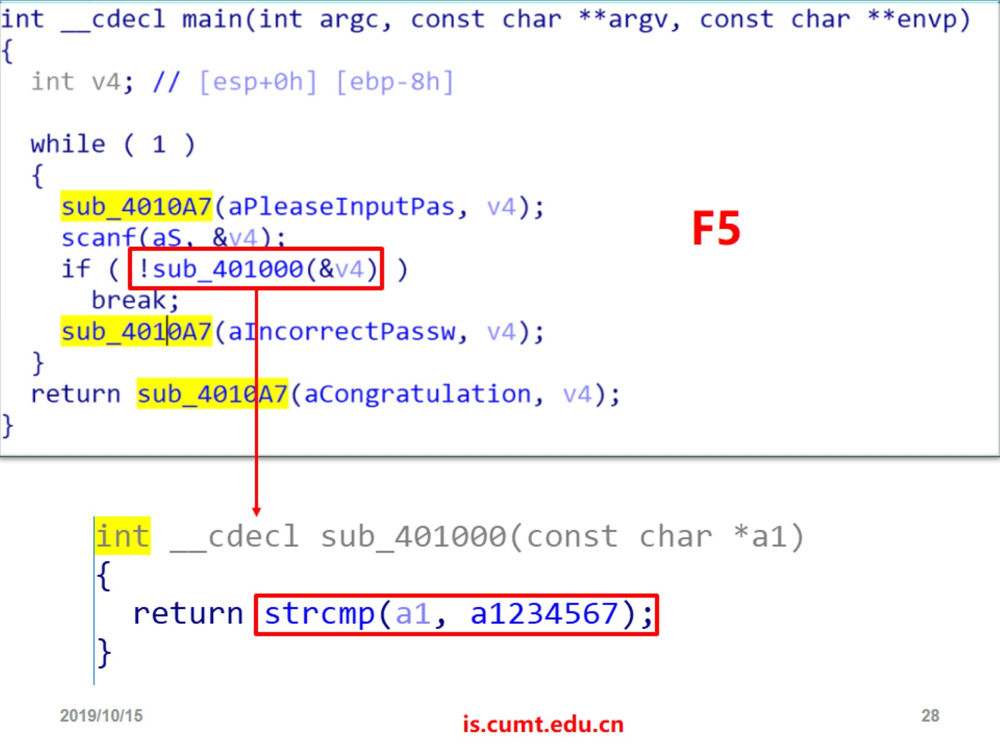 int __cdecl main(int argc, const char **argv, const char **envp)
{
int v4; // [esp+0h] [ebp-8h]
while ( 1 )
{
sub_4010A7(aPleaseInputPas, v4);
scanf(aS, &v4);
if ( !sub_401000(&v4) )
break;
sub_4010A7(aIncorrectPassw, v4);
}
return sub_4010A7(aCongratulation, v4);
}
F5
int __cdecl sub_401000(const char *a1)
{
return strcmp(a1, a1234567);
}
2019/10/15
is.cumt.edu.cn
28